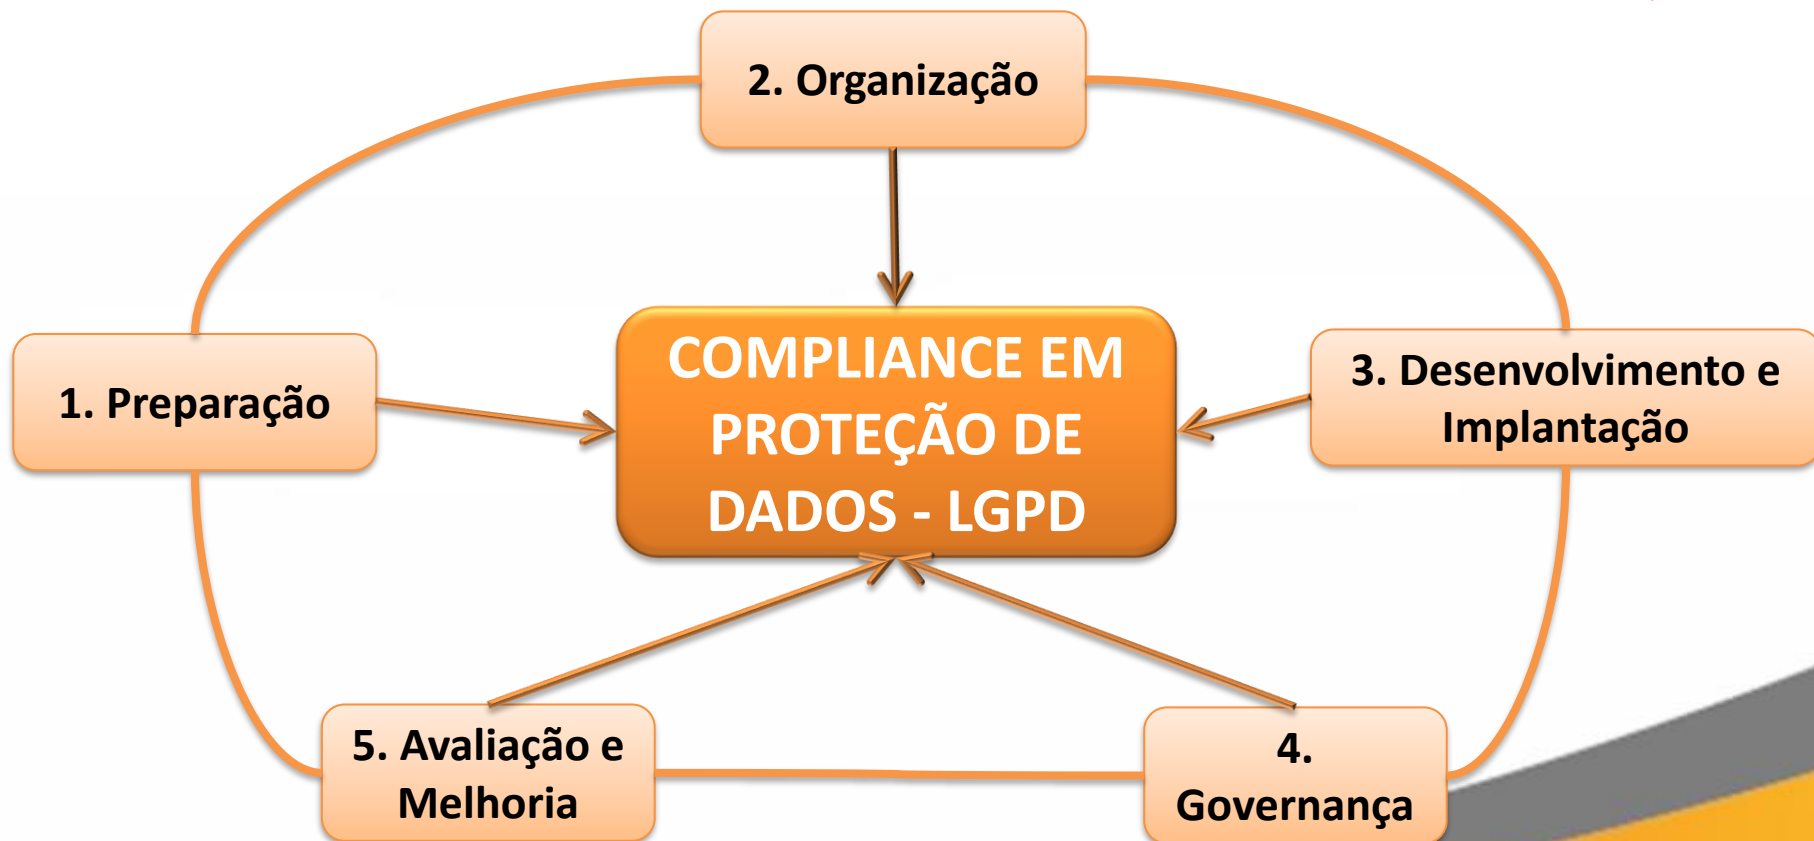 2. Organização
1. Preparação
COMPLIANCE EM
PROTEÇÃO DE
DADOS - LGPD
3. Desenvolvimento e
Implantação
5. Avaliação e
Melhoria
4.
Governança